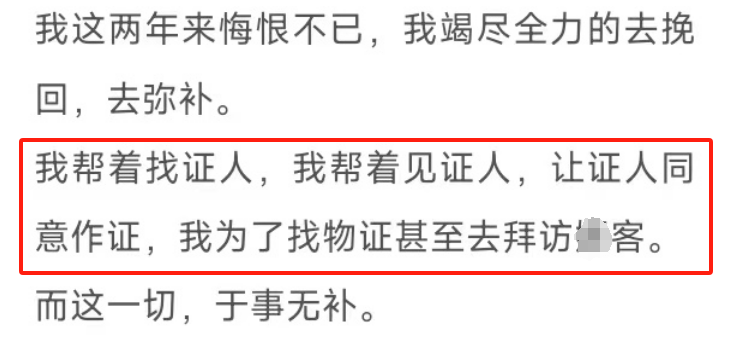 我这两年来悔恨不已，我竭尽全力的去挽
回，去弥补。
我帮着找证人，我帮着见证人，让证人同
意作证，我为了找物证甚至去拜访客。
而这一切，于事无补。